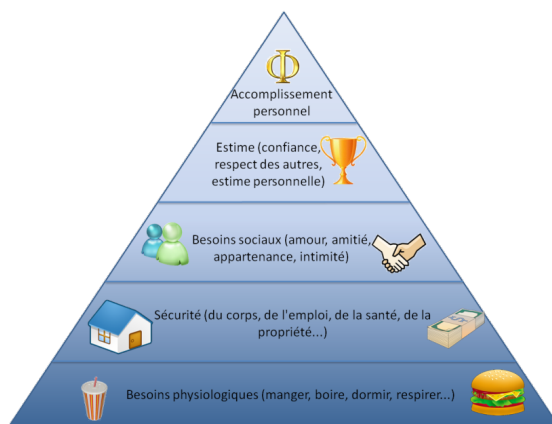 Φ
Accomplissement
personnel
Estime (confiance,
respect des autres,
estime personnelle)
Besoins sociaux (amour, amitié,
appartenance, intimité)
Sécurité (du corps, de l'emploi, de la santé, de la
propriété...)
Besoins physiologiques (manger, boire, dormir, respirer...)